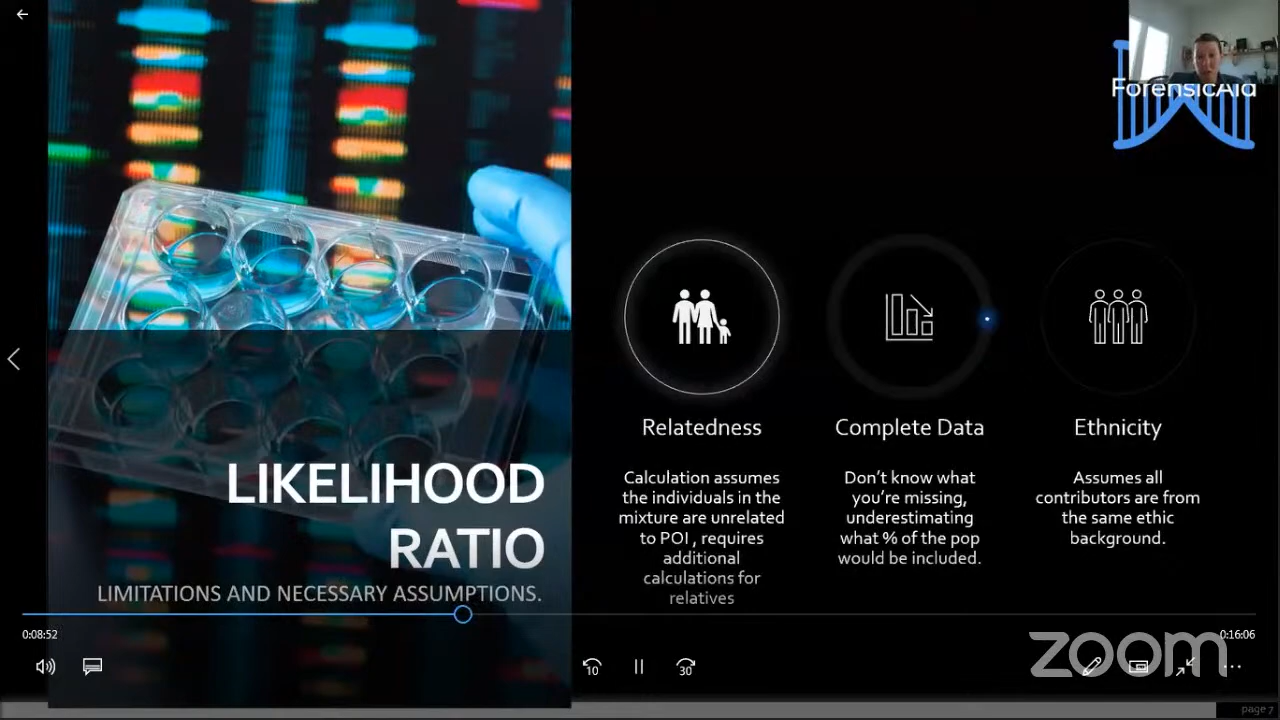 ForensicAid
LIKELIHOOD
RATIO
LIMITATIONS AND NECESSARY ASSUMPTIONS.
Relatedness
Calculation assumes
the individuals in the
mixture are unrelated
to POI , requires
additional
calculations for
relatives
Complete Data
Don't know what
you're missing,
underestimating
what % of the pop
would be included.
Ethnicity
Assumes all
contributors are from
the same ethic
background.
0:08:52
0:16:06
10
30
zoom
page 7